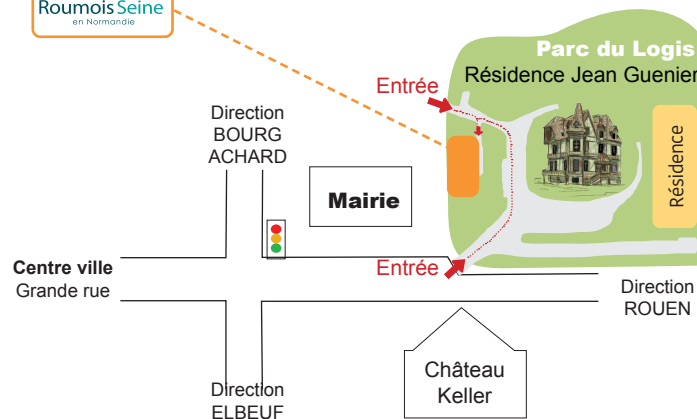 Roumois Seine
en Normandie
Parc du Logis
Résidence Jean Guenier
Entrée
Direction
BOURG
ACHARD
Résidence
Mairie
Centre ville
Grande rue
Entrée
Direction
ROUEN
Château
Keller
Direction
ELBEUF